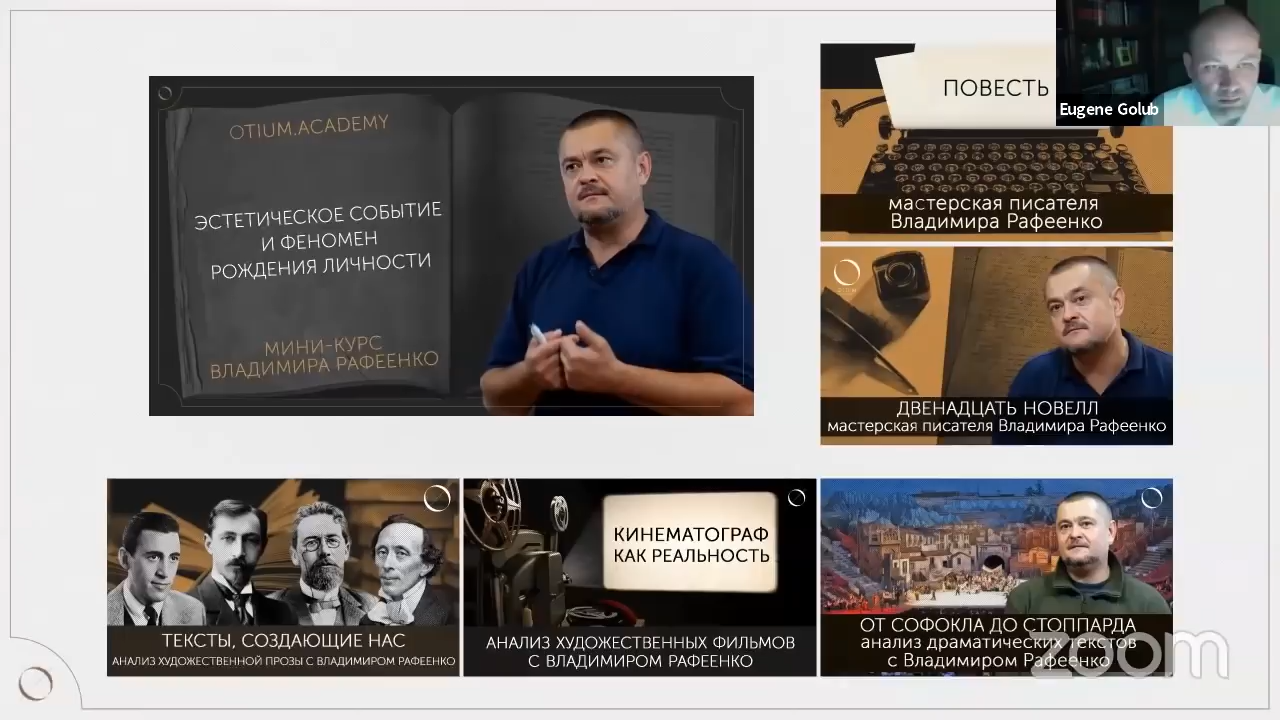 OTIUM.ACADEMY
ЭСТЕТИЧЕСКОЕ СОБЫТИЕ
И ФЕНОМЕН
РОЖДЕНИЯ ЛИЧНОСТИ
МИНИ-КУРС
ВЛАДИМИРА РАФЕЕНКО
ПОВЕСТЬ
Eugene Golub
мастерская писателя
Владимира Рафеенко
ДВЕНАДЦАТЬ НОВЕЛЛ
мастерская писателя Владимира Рафеенко
ТЕКСТЫ, СОЗДАЮЩИЕ НАС
АНАЛИЗ ХУДОЖЕСТВЕННОЙ ПРОЗЫ С ВЛАДИМИРОМ РАФЕЕНКО
КИНЕМАТОГРАФ
КАК РЕАЛЬНОСТЬ
АНАЛИЗ ХУДОЖЕСТВЕННЫХ ФИЛЬМОВ
С ВЛАДИМИРОМ РАФЕЕНКО
ОТ СОФОКЛА ДО СТОППАРДА
анализ драматических текстов
с Владимиром Рафеенко
zoom